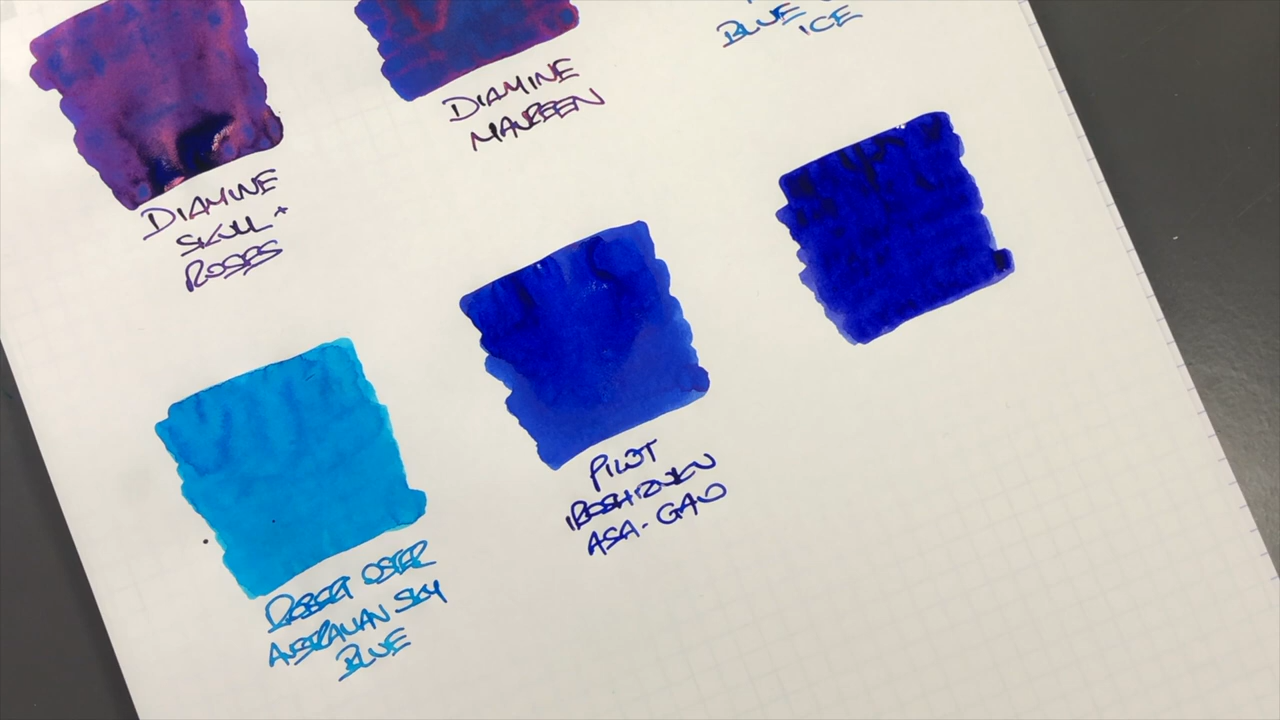 BLUE
ICE
DIAMINE
MAUREEN
DIAMINE
SKULL +
ROSES
PILOT
IROSHIZUKU
ASA-GAO
ROBERT OSTER
AUSTRALIAN SKY
BLUE